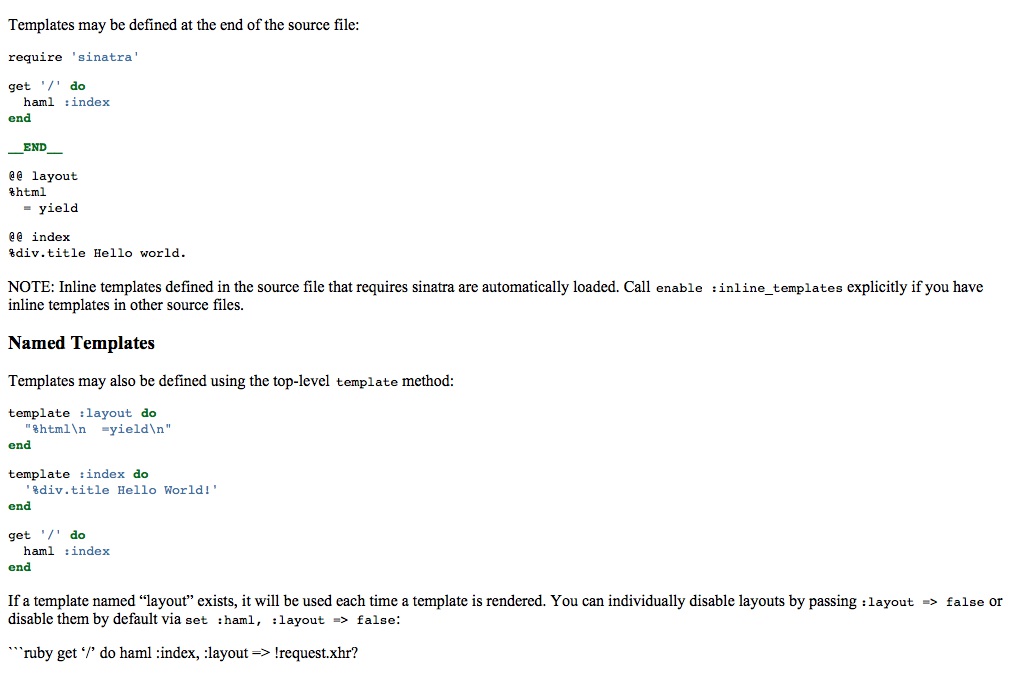 Templates may be defined at the end of the source file:
require 'sinatra'
get '/' do
  haml :index
end
__END__
@@ layout
%html
  = yield
@@ index
%div.title Hello world.
NOTE: Inline templates defined in the source file that requires sinatra are automatically loaded. Call enable :inline_templates explicitly if you have
inline templates in other source files.
Named Templates
Templates may also be defined using the top-level template method:
template :layout do
  "%html\n  =yield\n"
end
template :index do
  '%div.title Hello World!'
end
get '/' do
  haml :index
end
If a template named “layout” exists, it will be used each time a template is rendered. You can individually disable layouts by passing :layout => false or
disable them by default via set :haml, :layout => false:
```ruby get ‘/’ do haml :index, :layout => !request.xhr?